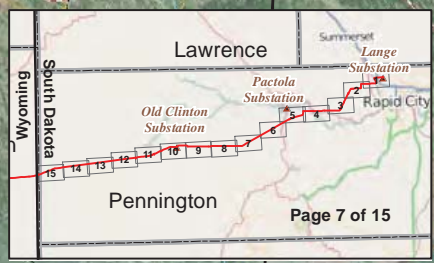 Summerset
Lawrence
Lange
Substation
Wyoming
South Dakota
Pactola
Substation
1
2
Rapid City
Old Clinton
Substation
3
4
5
6
7
8
9
10
11
12
13
14
15
Pennington
Page 7 of 15